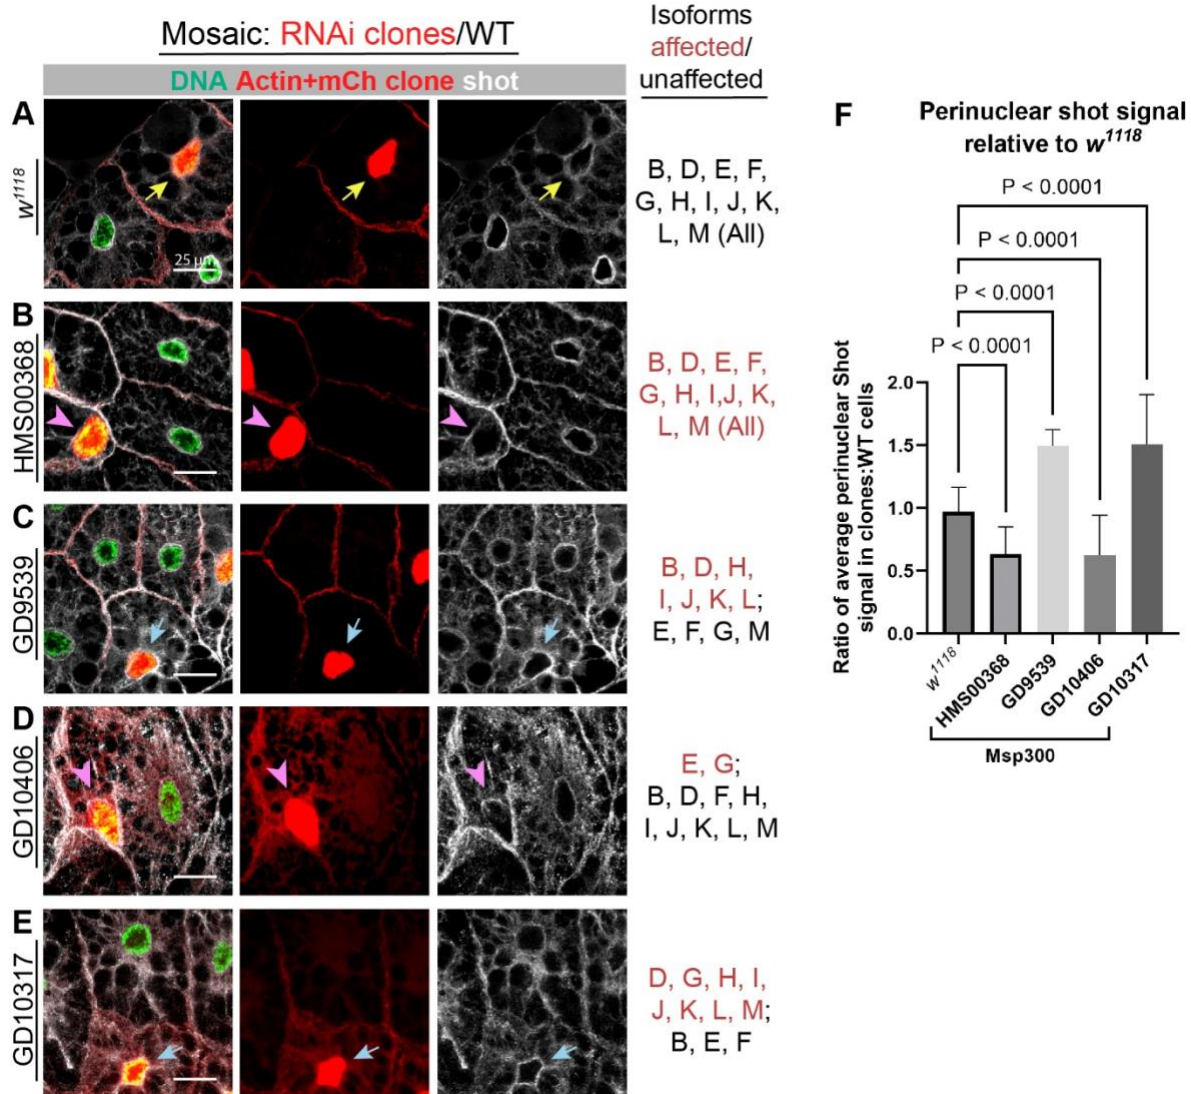 Mosaic: RNAi clones/WT
DNA Actin+mCh clone shot
Isoforms
affected/
unaffected
A
w1118
25 µm
B, D, E, F,
G, H, I, J, K,
L, M (All)
B
HMS00368
B, D, E, F,
G, H, I,J, K,
L, M (All)
C
GD9539
B, D, H,
I, J, K, L;
E, F, G, M
D
GD10406
E, G;
B, D, F, H,
I, J, K, L, M
E
GD10317
D, G, H, I,
J, K, L, M;
B, E, F
F
Perinuclear shot signal
relative to w1118
P < 0.0001
P < 0.0001
P < 0.0001
P < 0.0001
Ratio of average perinuclear Shot
signal in clones:WT cells
2.0
1.5
1.0
0.5
0.0
w1118
HMS00368
GD9539
GD10406
GD10317
Msp300